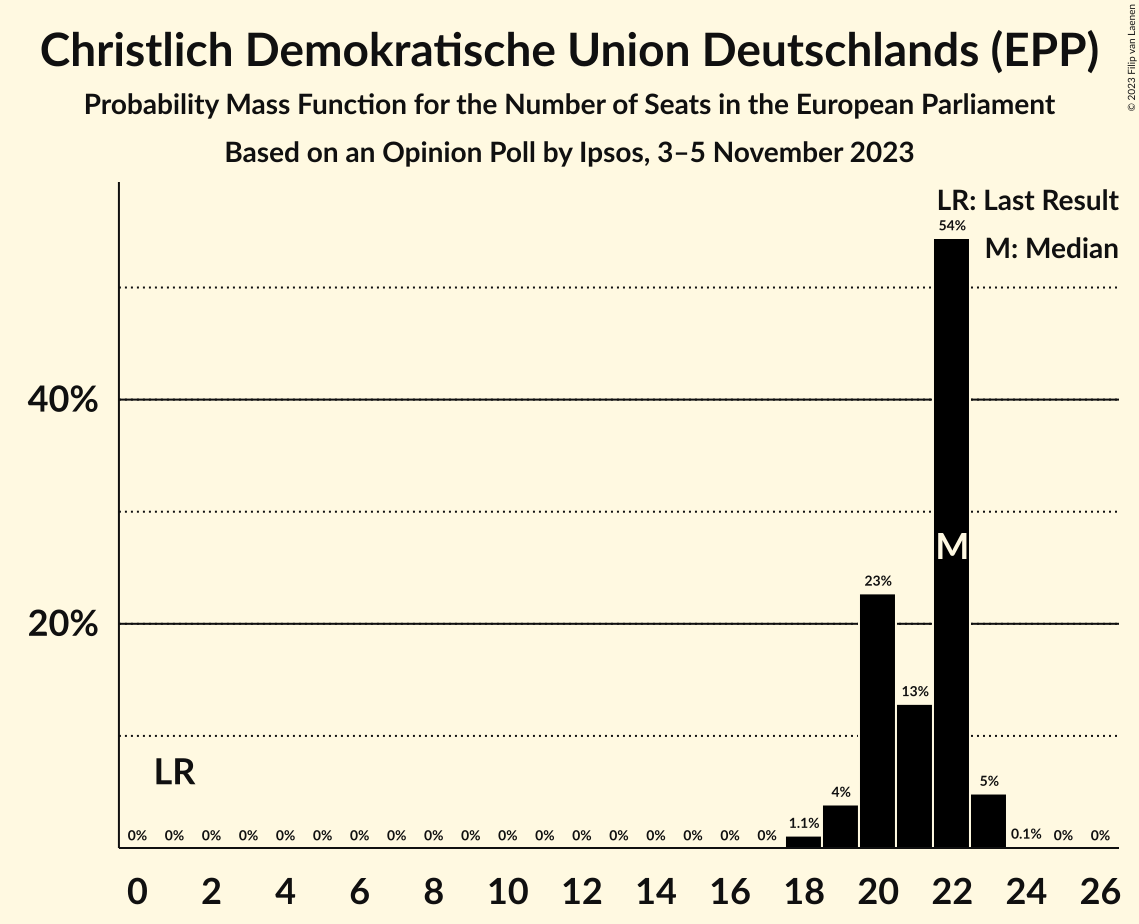 Christlich Demokratische Union Deutschlands (EPP)
Probability Mass Function for the Number of Seats in the European Parliament
Based on an Opinion Poll by Ipsos, 3–5 November 2023
© 2023 Filip van Laenen
LR: Last Result
M: Median
54%
40%
M
23%
20%
13%
LR
5%
4%
1.1%
0% 0% 0% 0% 0% 0% 0% 0% 0% 0% 0% 0% 0% 0% 0% 0% 0% 0% 0.1% 0% 0%
0 2 4 6 8 10 12 14 16 18 20 22 24 26